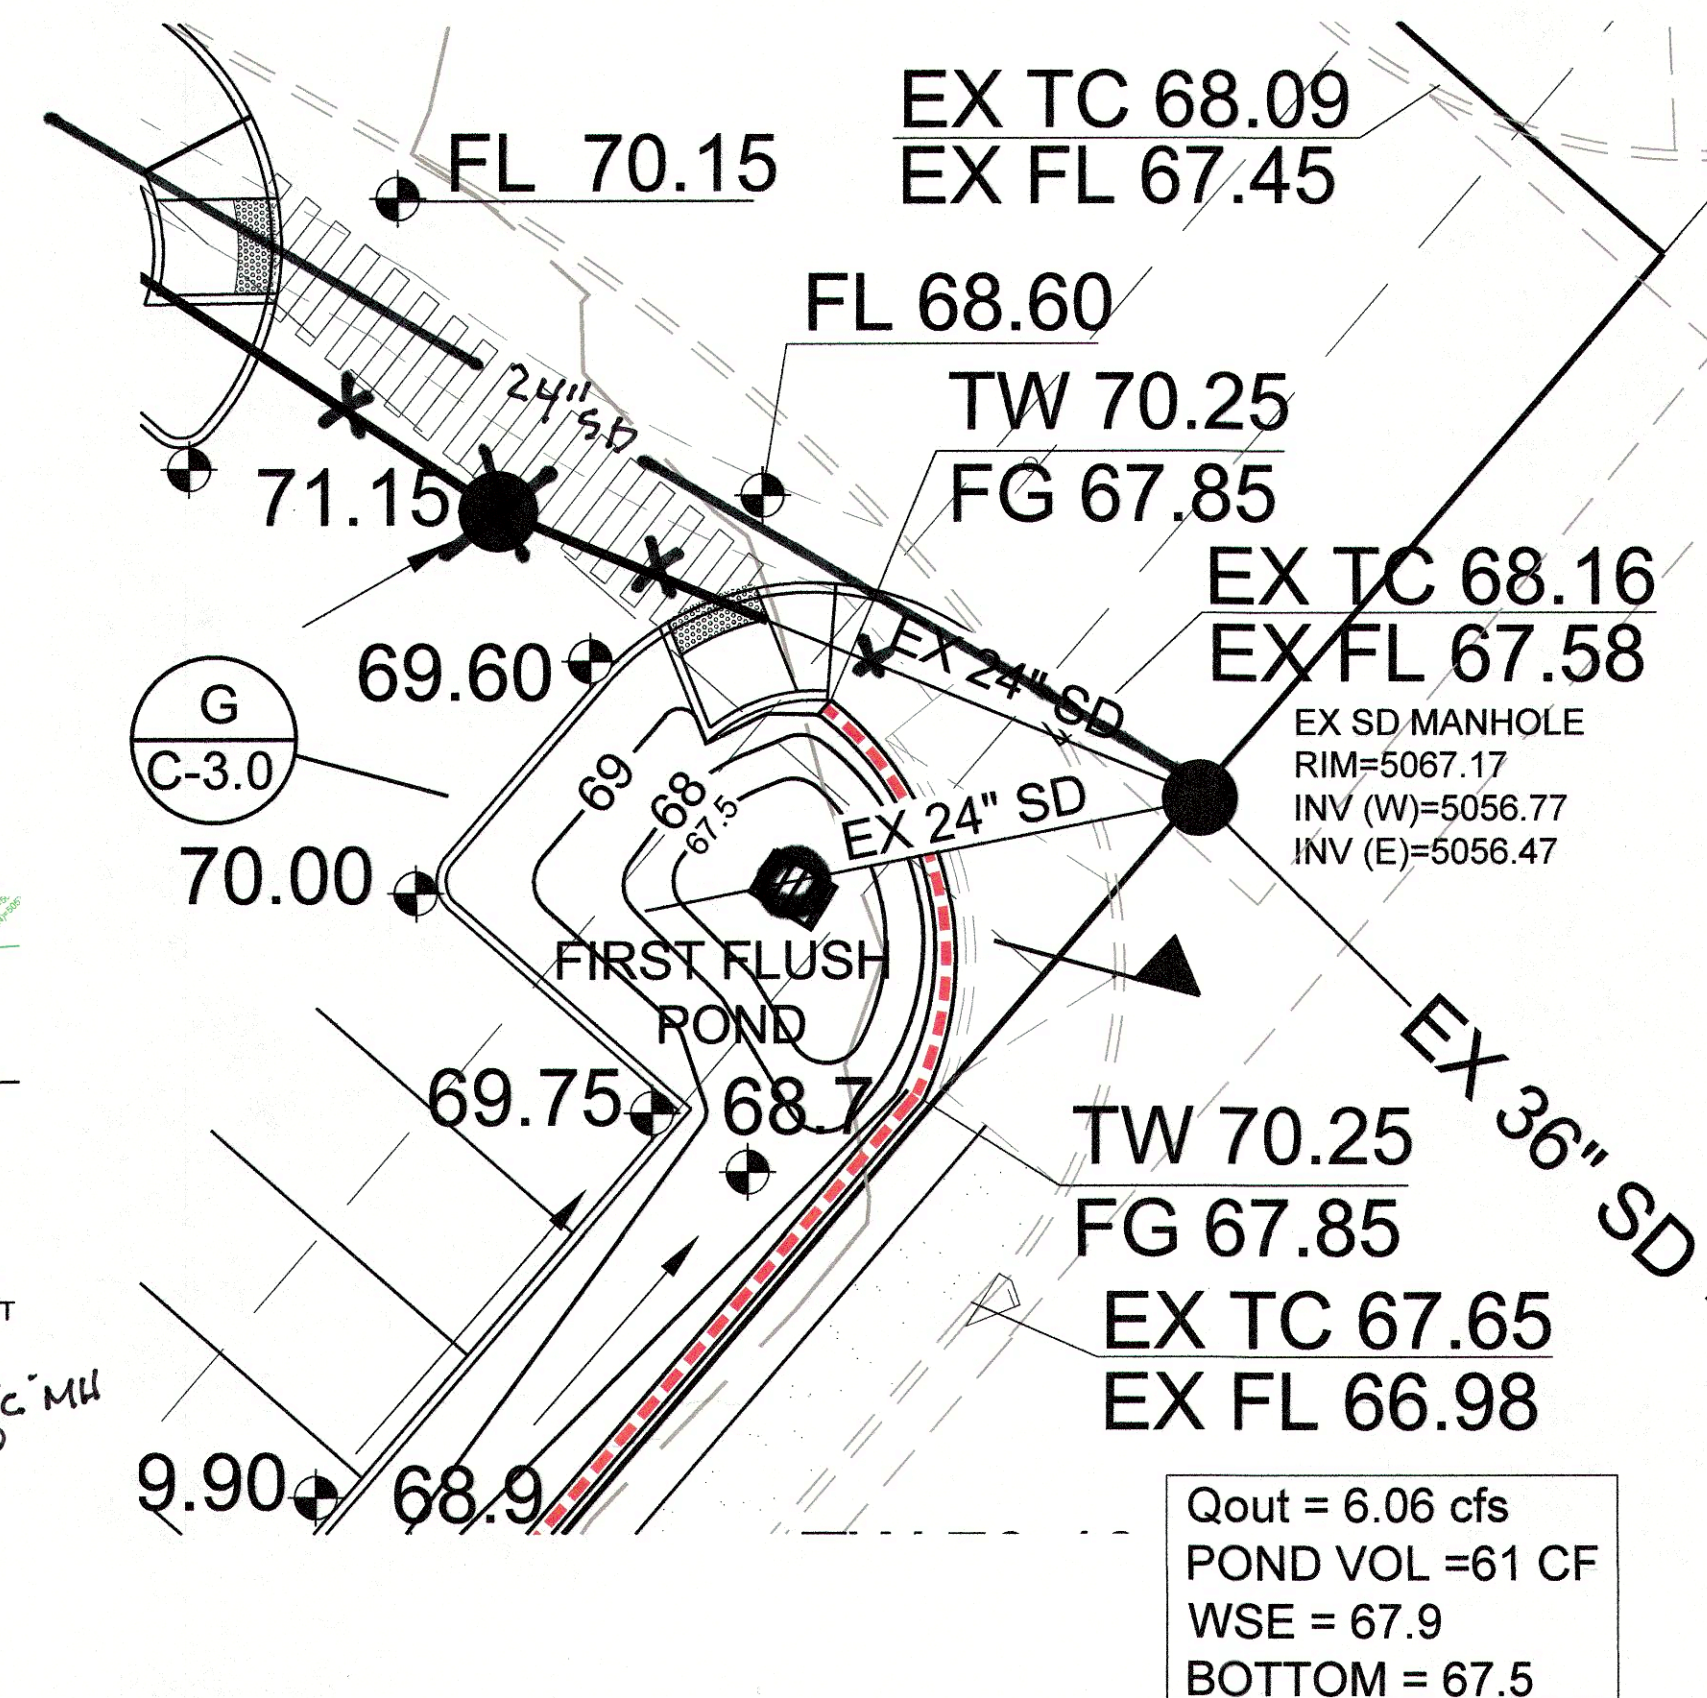 EX TC 68.09
EX FL 67.45
FL 70.15
FL 68.60
TW 70.25
FG 67.85
24"
SD
71.15
EX TC 68.16
EX FL 67.58
EX 24" SD
69.60
G
C-3.0
EX SD MANHOLE
RIM=5067.17
INV (W)=5056.77
INV (E)=5056.47
69
68
67.5
EX 24" SD
70.00
FIRST FLUSH
POND
EX 36" SD
69.75
68.7
TW 70.25
FG 67.85
EX TC 67.65
EX FL 66.98
T
MH
9.90
68.9
Qout = 6.06 cfs
POND VOL =61 CF
WSE = 67.9
BOTTOM = 67.5